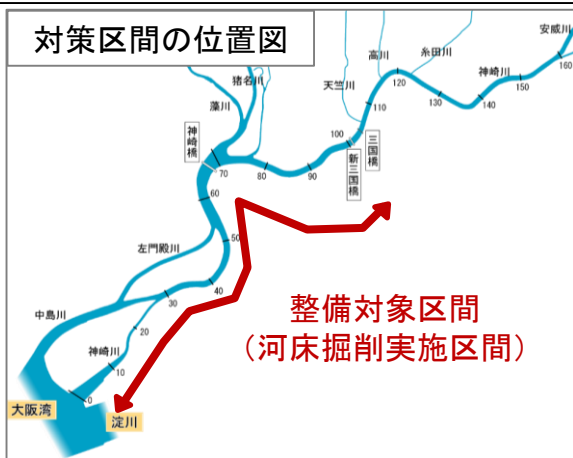 対策区間の位置図
安威川
猪名川
高川
糸田川
神崎川
160
藻川
天竺川
120
150
110
130
140
神崎橋
100
三国橋
新三国橋
70
80
90
60
左門殿川
50
40
30
整備対象区間
(河床掘削実施区間)
中島川
20
神崎川
10
0
大阪湾
淀川